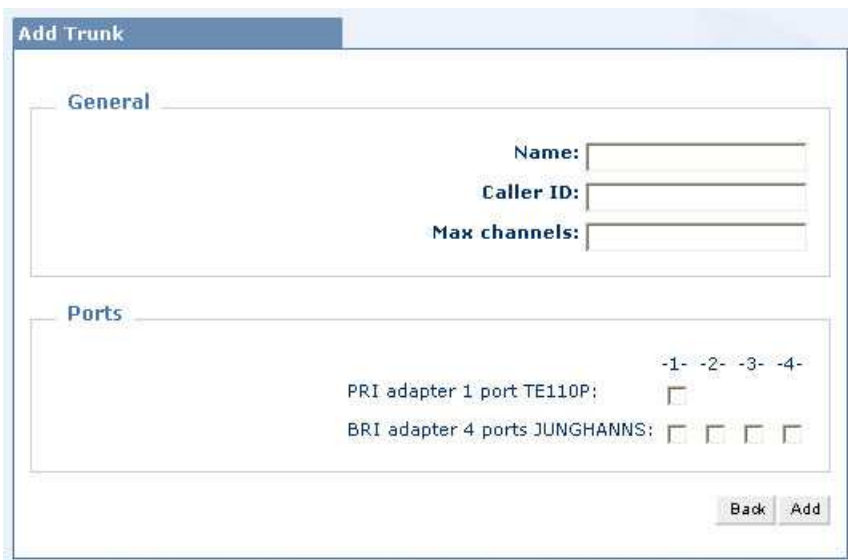 Add Trunk
General
Name:
Caller ID:
Max channels:
Ports
-1- -2- -3- -4-
PRI adapter 1 port TE110P:
BRI adapter 4 ports JUNGHANNS:
Back Add